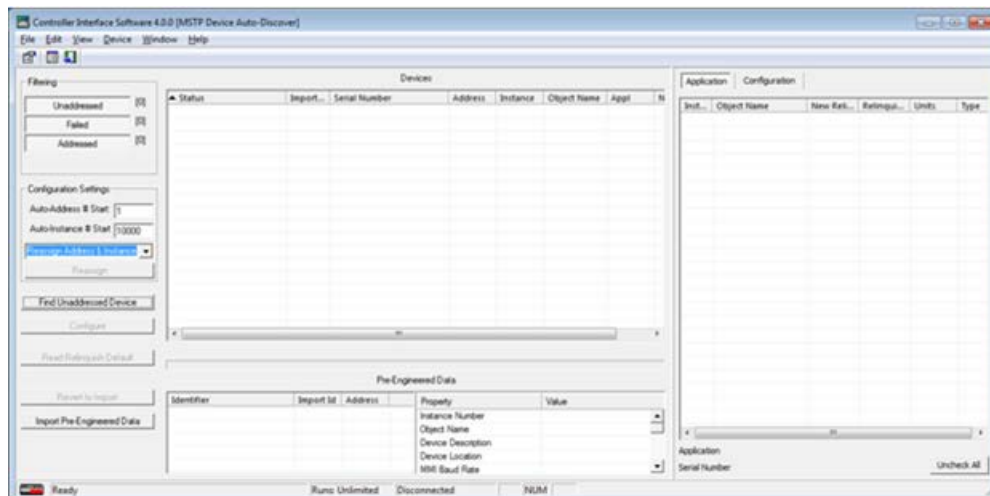 Controller Interface Software 4.0.0 [MSTP Device Auto-Discover]
File Edit View Device Window Help
Filtering
Unaddressed [0]
Failed [0]
Addressed [0]
Configuration Settings
Auto-Address # Start 1
Auto-Instance # Start 10000
Reassign Address & Instance
Reassign
Find Unaddressed Device
Configure
Read Relinquish Default
Revert to Import
Import Pre-Engineered Data
Devices
Status Import... Serial Number Address Instance Object Name Appl N
Pre-Engineered Data
Identifier Import Id Address
Property Value
Instance Number
Object Name
Device Description
Device Location
MMI Baud Rate
Application Configuration
Inst... Object Name New Reli... Relinqui... Units Type
Application
Serial Number
Uncheck All
Ready Runs: Unlimited Disconnected NUM